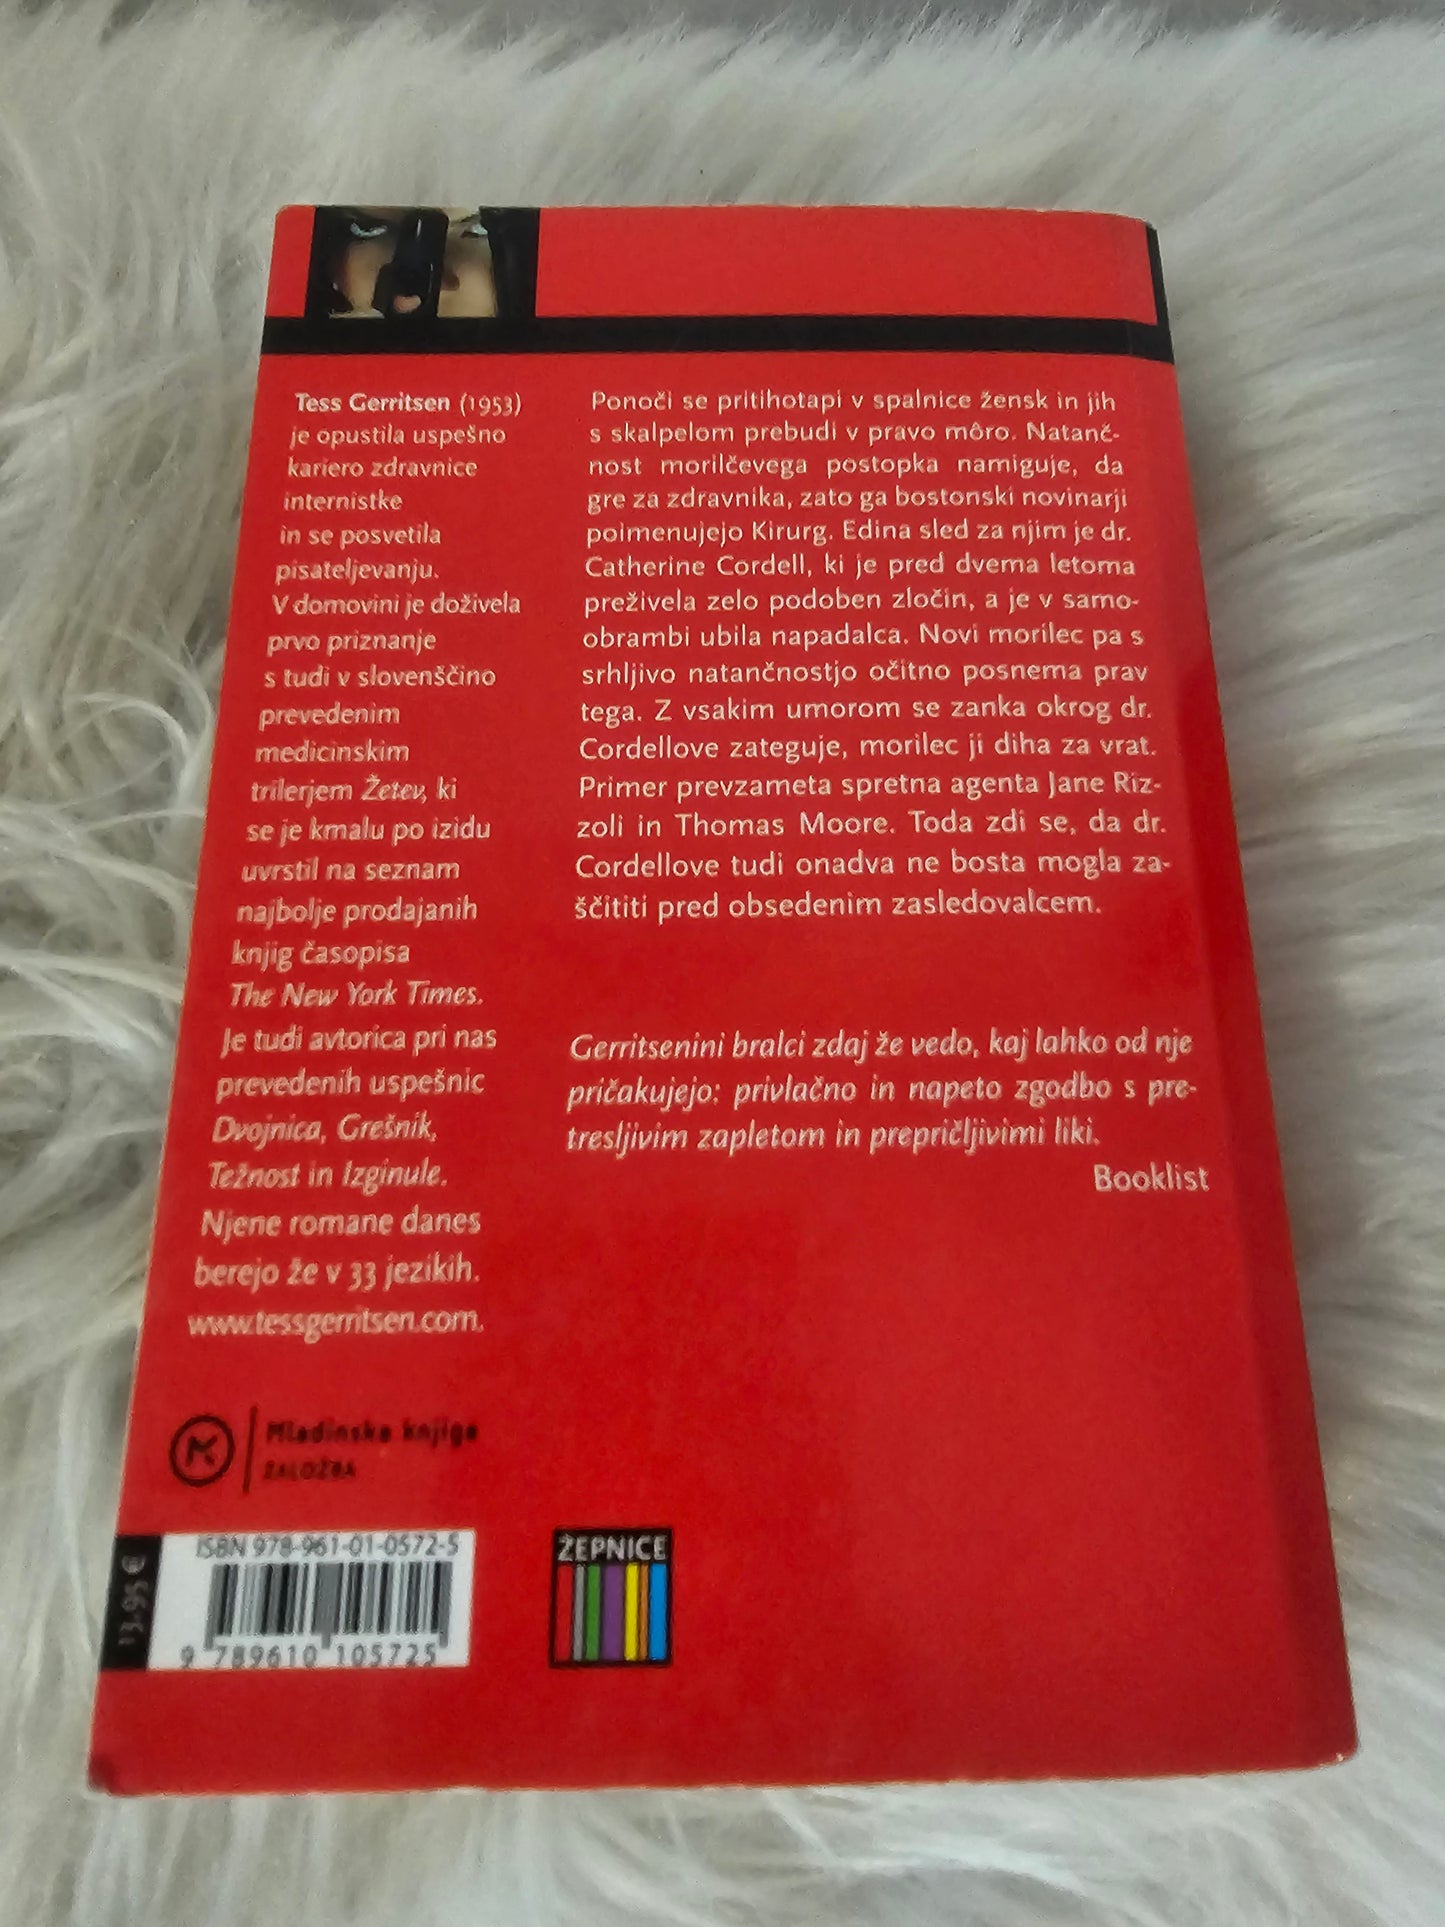 Tess Gerritsen (1953)
je opustila uspešno
kariero zdravnice
internistke
in se posvetila
pisateljevanju.
V domovini je doživela
prvo priznanje
s tudi v slovenščino
prevedenim
medicinskim
trilerjem Žetev, ki
se je kmalu po izidu
uvrstil na seznam
najbolje prodajanih
knjig časopisa
The New York Times.
Je tudi avtorica pri nas
prevedenih uspešnic
Dvojnica, Grešnik,
Težnost in Izginule.
Njene romane danes
berejo že v 33 jezikih.
www.tessgerritsen.com.
Ponoči se pritihotapi v spalnice žensk in jih
s skalpelom prebudi v pravo môro. Natanč-
nost morilčevega postopka namiguje, da
gre za zdravnika, zato ga bostonski novinarji
poimenujejo Kirurg. Edina sled za njim je dr.
Catherine Cordell, ki je pred dvema letoma
preživela zelo podoben zločin, a je v samo-
obrambi ubila napadalca. Novi morilec pa s
srhljivo natančnostjo očitno posnema prav
tega. Z vsakim umorom se zanka okrog dr.
Cordellove zateguje, morilec ji diha za vrat.
Primer prevzameta spretna agenta Jane Riz-
zoli in Thomas Moore. Toda zdi se, da dr.
Cordellove tudi onadva ne bosta mogla za-
ščititi pred obsedenim zasledovalcem.
Gerritsenini bralci zdaj že vedo, kaj lahko od nje
pričakujejo: privlačno in napeto zgodbo s pre-
tresljivim zapletom in prepričljivimi liki.
Booklist
Mladinska knjiga
ZALOŽBA
13.95 €
ISBN 978-961-01-0572-5
9 789610 105725
ŽEPNICE